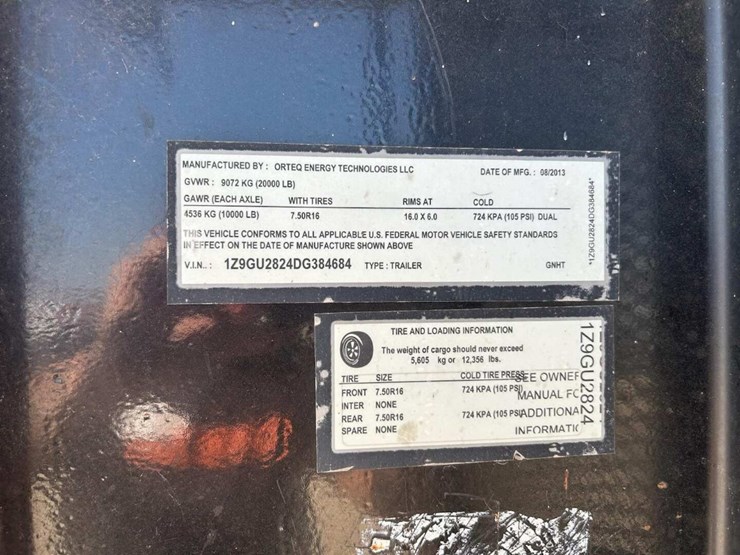 MANUFACTURED BY : ORTEQ ENERGY TECHNOLOGIES LLC DATE OF MFG. : 08/2013
GVWR : 9072 KG (20000 LB)
GAWR (EACH AXLE) WITH TIRES RIMS AT COLD
4536 KG (10000 LB) 7.50R16 16.0 X 6.0 724 KPA (105 PSI) DUAL
THIS VEHICLE CONFORMS TO ALL APPLICABLE U.S. FEDERAL MOTOR VEHICLE SAFETY STANDARDS
IN EFFECT ON THE DATE OF MANUFACTURE SHOWN ABOVE
V.I.N.. : 1Z9GU2824DG384684 TYPE : TRAILER GNHT
*1Z9GU2824DG384684*
TIRE AND LOADING INFORMATION
The weight of cargo should never exceed
5,605 kg or 12,356 lbs.
TIRE SIZE COLD TIRE PRESS SEE OWNER
FRONT 7.50R16 724 KPA (105 PSI) MANUAL FO
INTER NONE
REAR 7.50R16 724 KPA (105 PSI) ADDITIONA
SPARE NONE INFORMATIO
1Z9GU2824